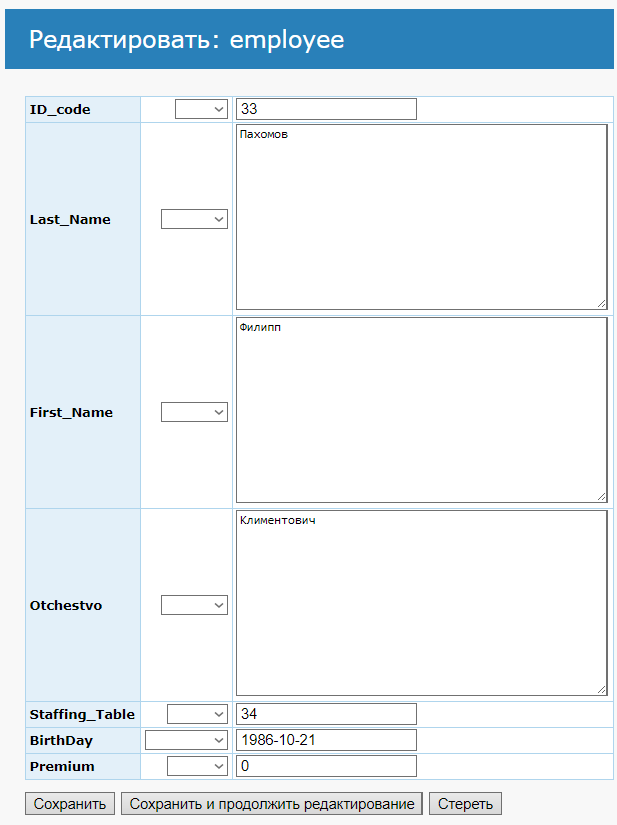 Редактировать: employee
ID_code 33
Last_Name Пахомов
First_Name Филипп
Otchestvo Климентович
Staffing_Table 34
BirthDay 1986-10-21
Premium 0
Сохранить Сохранить и продолжить редактирование Стереть